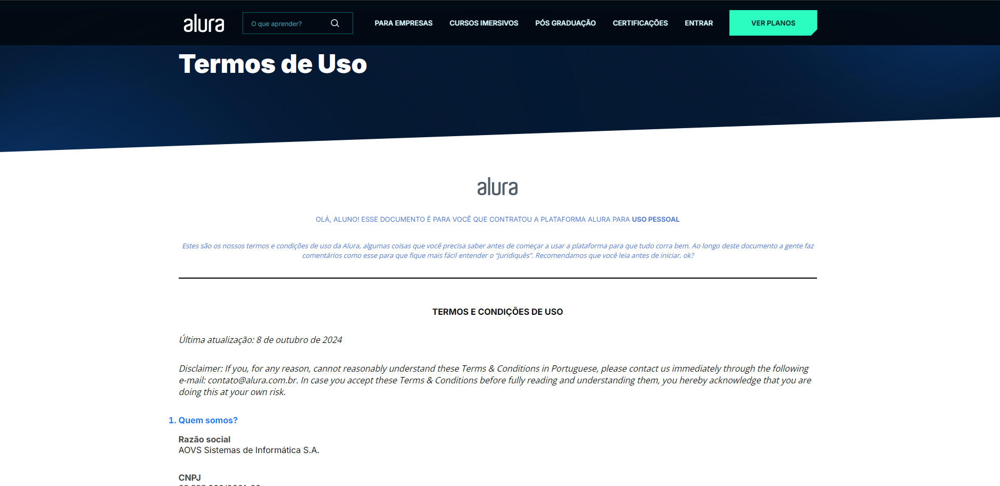 alura
O que aprender?
PARA EMPRESAS
CURSOS IMERSIVOS
PÓS GRADUAÇÃO
CERTIFICAÇÕES
ENTRAR
VER PLANOS
Termos de Uso
alura
OLÁ, ALUNO! ESSE DOCUMENTO É PARA VOCÊ QUE CONTRATOU A PLATAFORMA ALURA PARA USO PESSOAL
Estes são os nossos termos e condições de uso da Alura, algumas coisas que você precisa saber antes de começar a usar a plataforma para que tudo corra bem. Ao longo deste documento a gente faz
comentários como esse para que fique mais fácil entender o “juridiquês”. Recomendamos que você leia antes de iniciar, ok?
TERMOS E CONDIÇÕES DE USO
Última atualização: 8 de outubro de 2024
Disclaimer: If you, for any reason, cannot reasonably understand these Terms & Conditions in Portuguese, please contact us immediately through the following
e-mail: contato@alura.com.br. In case you accept these Terms & Conditions before fully reading and understanding them, you hereby acknowledge that you are
doing this at your own risk.
1. Quem somos?
Razão social
AOVS Sistemas de Informática S.A.
CNPJ